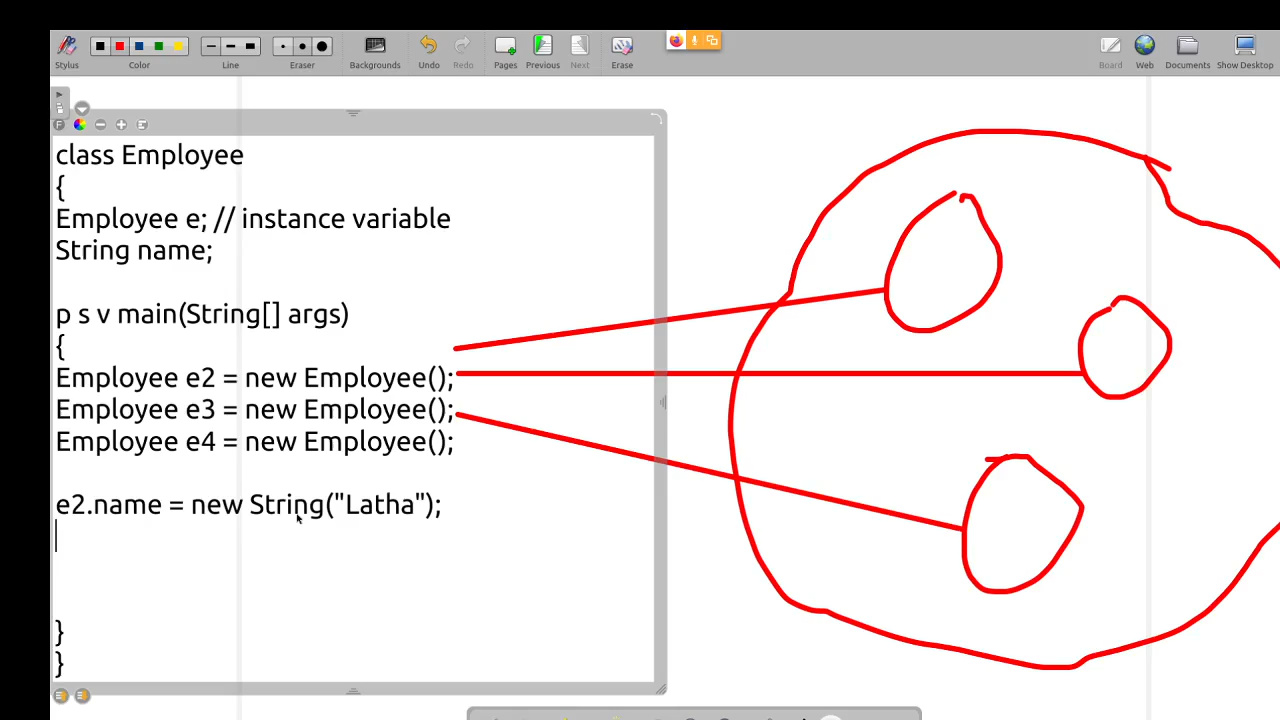 Stylus Color Line Eraser Backgrounds Undo Redo Pages Previous Next Erase Board Web Documents Show Desktop
class Employee
{
Employee e; // instance variable
String name;
p s v main(String[] args)
{
Employee e2 = new Employee();
Employee e3 = new Employee();
Employee e4 = new Employee();
e2.name = new String("Latha");
}
}